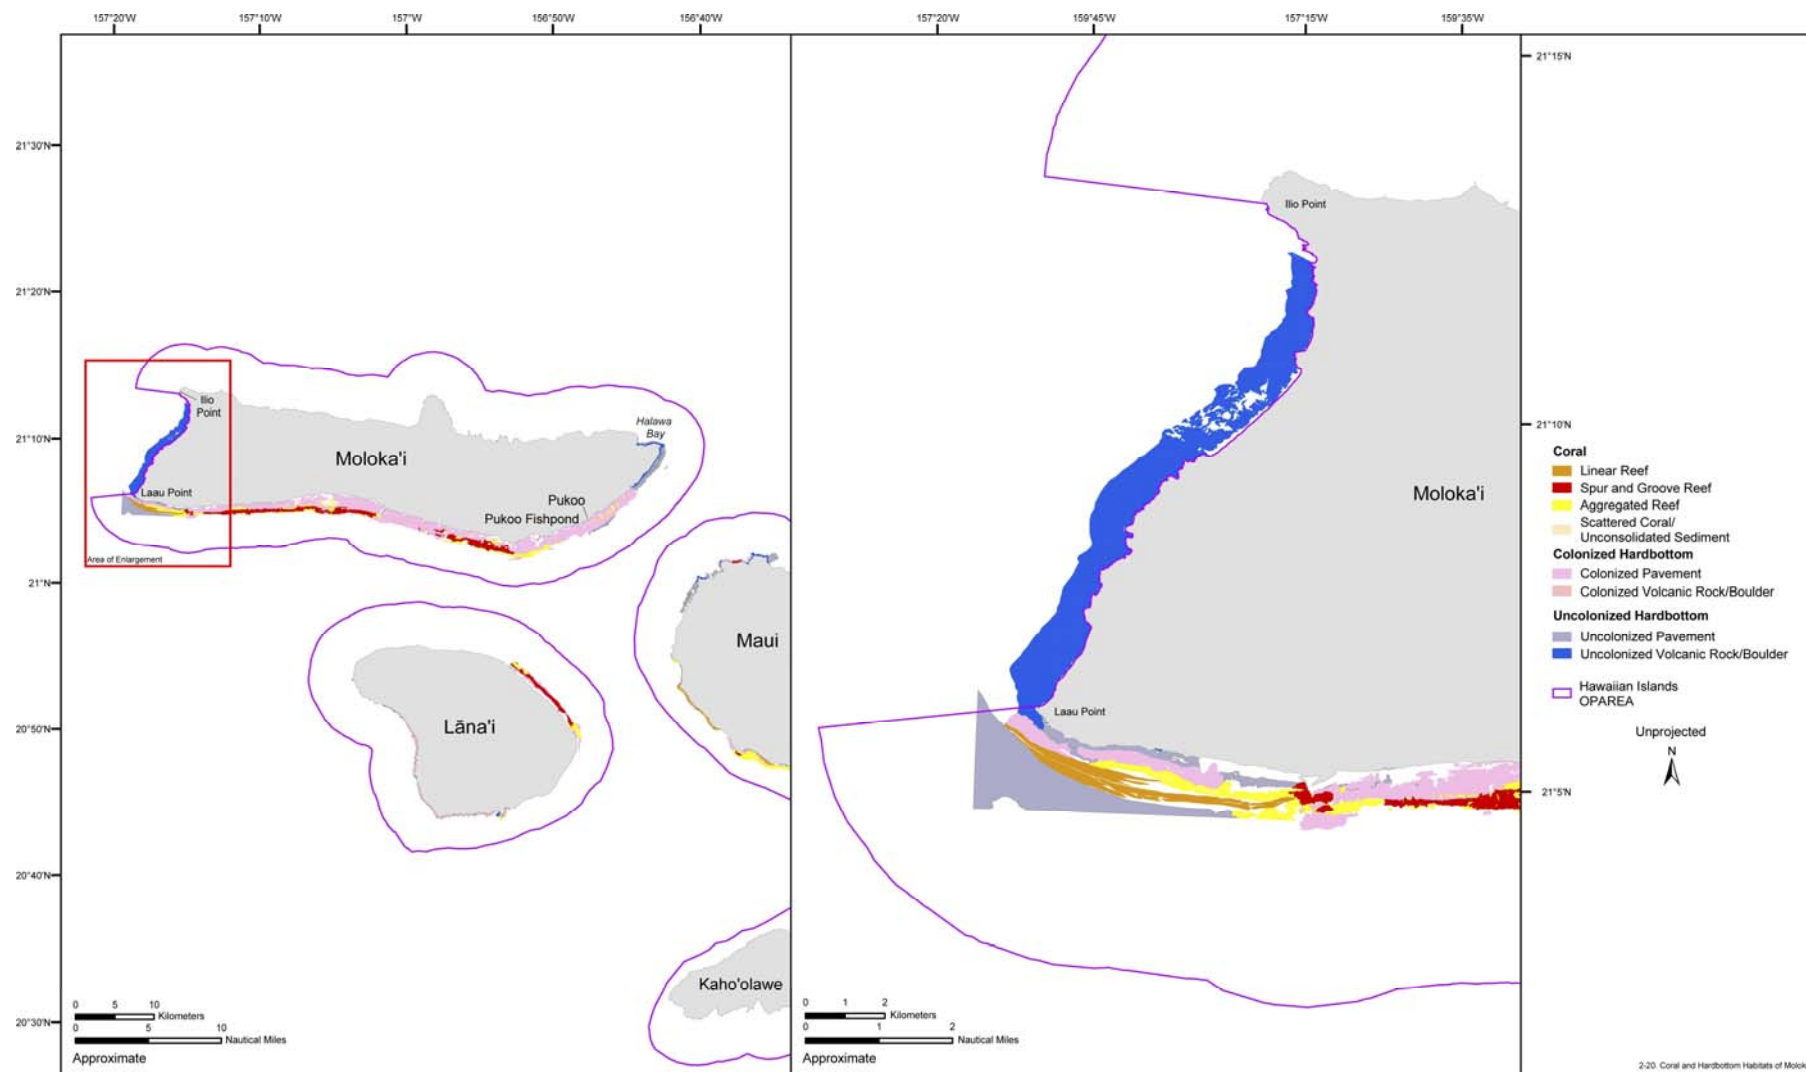 157°20'W
157°10'W
157°0'W
156°50'W
156°40'W
157°20'W
159°45'W
157°15'W
159°35'W
21°30'N
21°20'N
21°10'N
21°N
20°50'N
20°40'N
20°30'N
Ilio
Point
Moloka'i
Halawa
Bay
Laau Point
Pukoo
Pukoo Fishpond
Area of Enlargement
Maui
Lāna'i
Kaho'olawe
0 5 10
Kilometers
0 5 10
Nautical Miles
Approximate
Ilio Point
Moloka'i
Laau Point
0 1 2
Kilometers
0 1 2
Nautical Miles
Approximate
21°15'N
21°10'N
21°5'N
Coral
Linear Reef
Spur and Groove Reef
Aggregated Reef
Scattered Coral/
Unconsolidated Sediment
Colonized Hardbottom
Colonized Pavement
Colonized Volcanic Rock/Boulder
Uncolonized Hardbottom
Uncolonized Pavement
Uncolonized Volcanic Rock/Boulder
Hawaiian Islands
OPAREA
Unprojected
N
2-20. Coral and Hardbottom Habitats of Molok